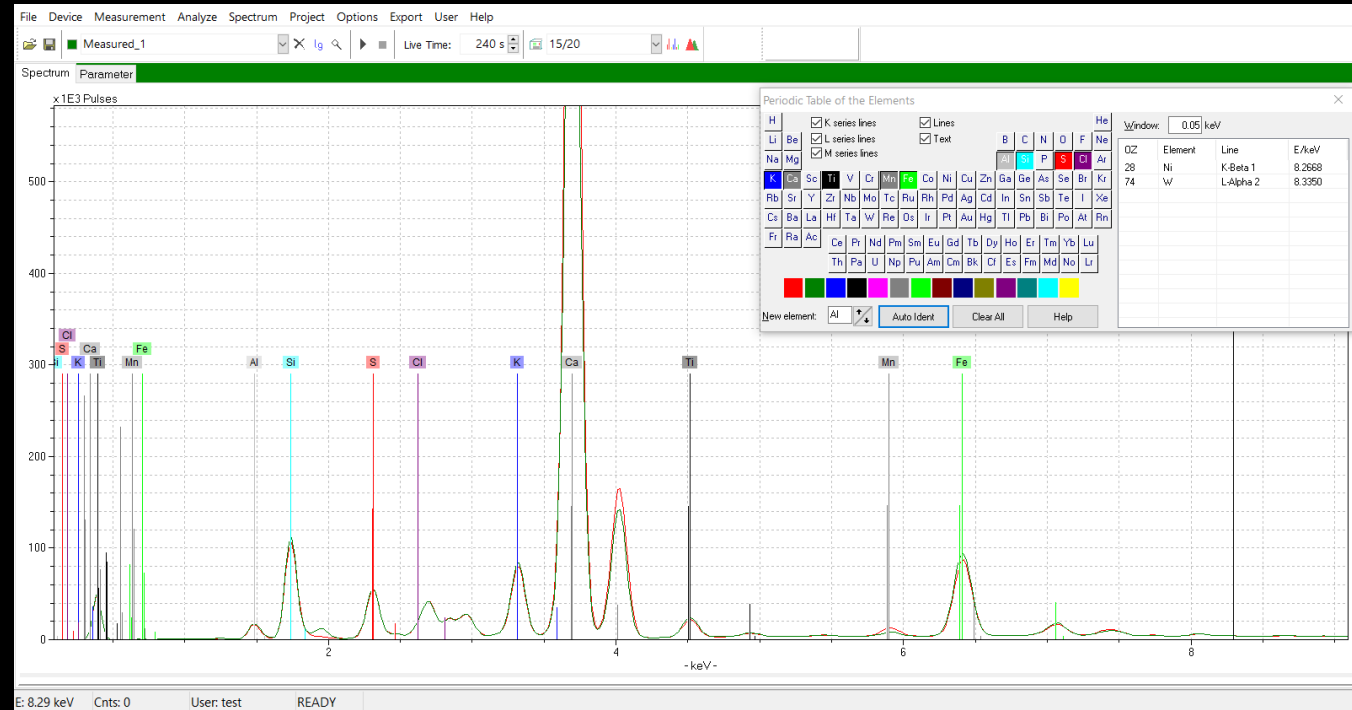 File Device Measurement Analyze Spectrum Project Options Export User Help
Measured_1 lg Live Time: 240 s 15/20
Spectrum Parameter
x1E3 Pulses
500
400
300
200
100
0
Cl
S Ca Fe
K Ti Mn Al Si S Cl K Ca Ti Mn Fe
2 4 6 8
- keV -
Periodic Table of the Elements
K series lines
L series lines
M series lines
Lines
Text
H He
Li Be B C N O F Ne
Na Mg Al Si P S Cl Ar
K Ca Sc Ti V Cr Mn Fe Co Ni Cu Zn Ga Ge As Se Br Kr
Rb Sr Y Zr Nb Mo Tc Ru Rh Pd Ag Cd In Sn Sb Te I Xe
Cs Ba La Hf Ta W Re Os Ir Pt Au Hg Tl Pb Bi Po At Rn
Fr Ra Ac Ce Pr Nd Pm Sm Eu Gd Tb Dy Ho Er Tm Yb Lu
Th Pa U Np Pu Am Cm Bk Cf Es Fm Md No Lr
New element: Al Auto Ident Clear All Help
Window: 0.05 keV
OZ Element Line E/keV
28 Ni K-Beta 1 8.2668
74 W L-Alpha 2 8.3350
E: 8.29 keV Cnts: 0 User: test READY